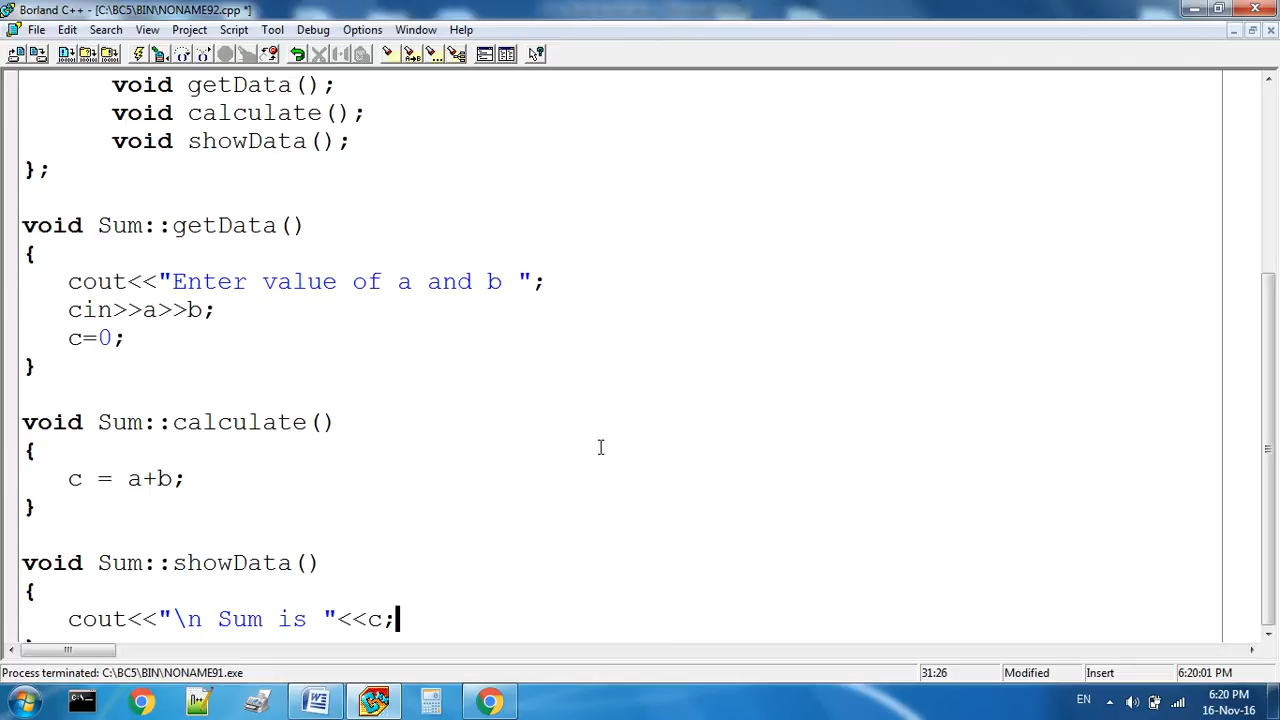 Borland C++ - [C:\BC5\BIN\NONAME92.cpp *]
File Edit Search View Project Script Tool Debug Options Window Help
void getData();
void calculate();
void showData();
};
void Sum::getData()
{
cout<<"Enter value of a and b ";
cin>>a>>b;
c=0;
}
void Sum::calculate()
{
c = a+b;
}
void Sum::showData()
{
cout<<"\n Sum is "<<c;
Process terminated: C:\BC5\BIN\NONAME91.exe 31:26 Modified Insert 6:20:01 PM
EN 6:20 PM
16-Nov-16